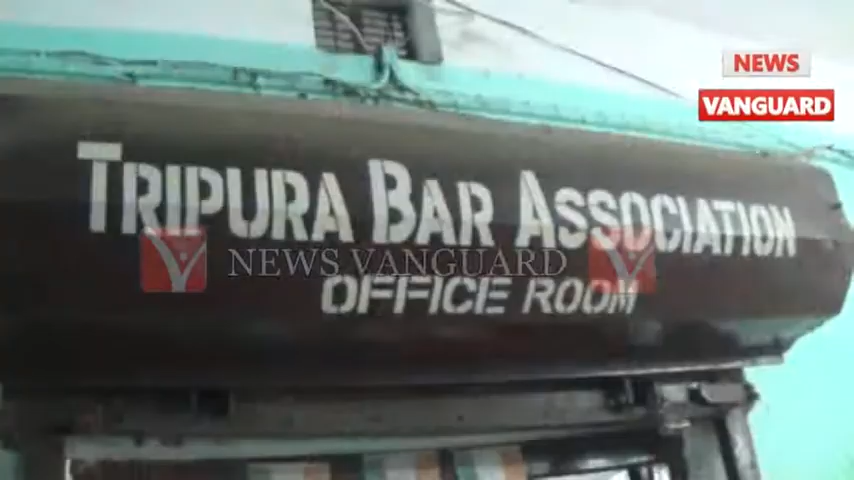 NEWS
VANGUARD
TRIPURA BAR ASSOCIATION
NEWS VANGUARD
OFFICE ROOM